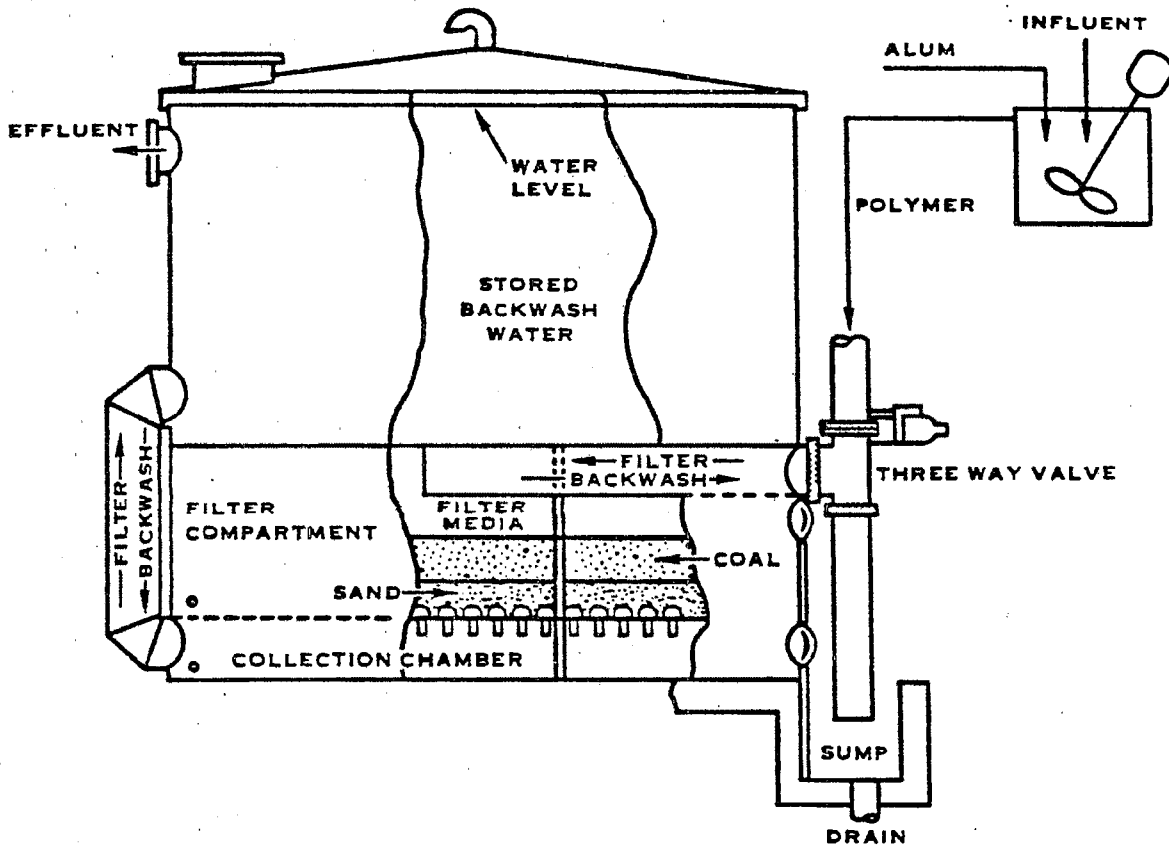 INFLUENT
ALUM
EFFLUENT
WATER
LEVEL
POLYMER
STORED
BACKWASH
WATER
FILTER
BACKWASH
THREE WAY VALVE
FILTER
BACKWASH
FILTER
COMPARTMENT
FILTER
MEDIA
COAL
SAND
COLLECTION CHAMBER
SUMP
DRAIN